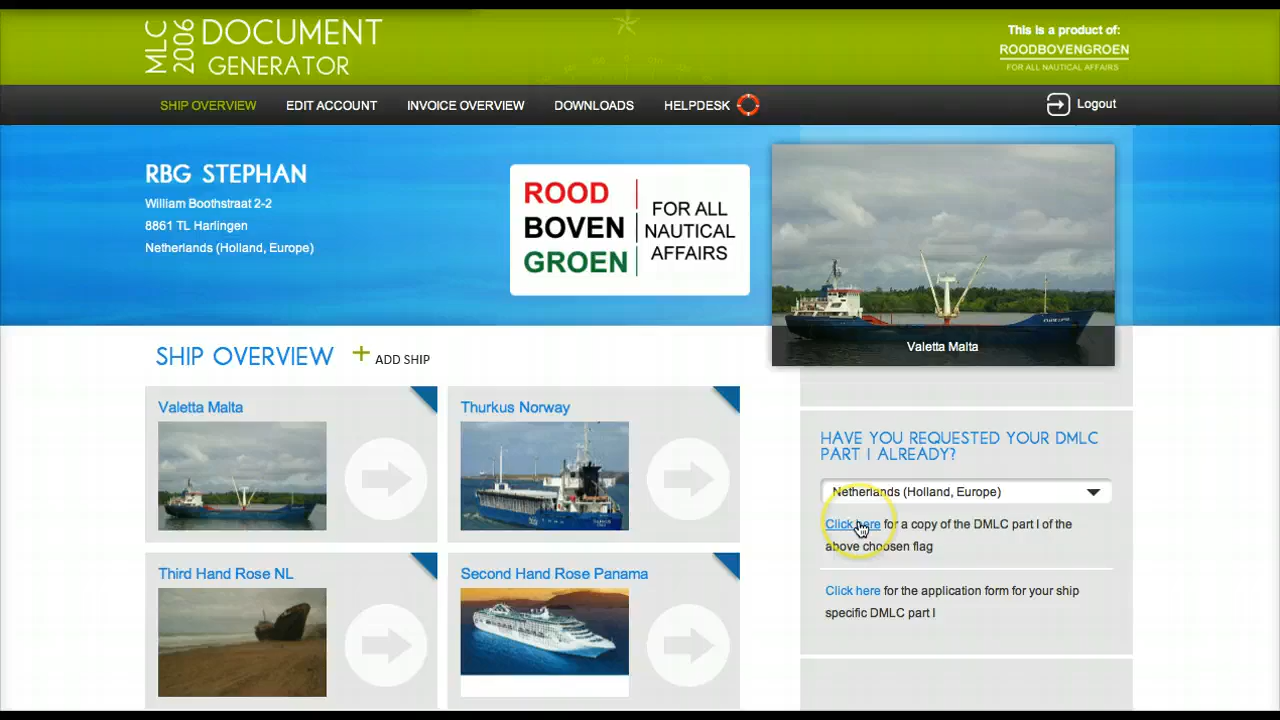 MLC 2006 DOCUMENT GENERATOR
This is a product of:
ROODBOVENGROEN
FOR ALL NAUTICAL AFFAIRS
SHIP OVERVIEW EDIT ACCOUNT INVOICE OVERVIEW DOWNLOADS HELPDESK Logout
RBG STEPHAN
William Boothstraat 2-2
8861 TL Harlingen
Netherlands (Holland, Europe)
ROOD
BOVEN
GROEN
FOR ALL
NAUTICAL
AFFAIRS
Valetta Malta
SHIP OVERVIEW + ADD SHIP
Valetta Malta
Thurkus Norway
Third Hand Rose NL
Second Hand Rose Panama
HAVE YOU REQUESTED YOUR DMLC
PART I ALREADY?
Netherlands (Holland, Europe)
Click here for a copy of the DMLC part I of the
above choosen flag
Click here for the application form for your ship
specific DMLC part I